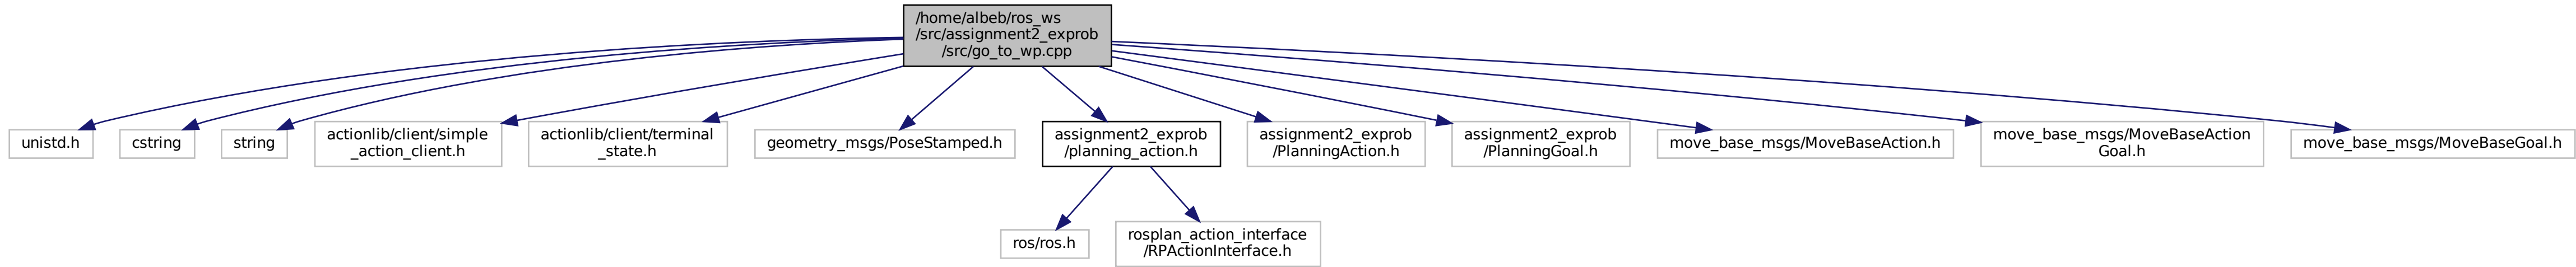 /home/albeb/ros_ws
/src/assignment2_exprob
/src/go_to_wp.cpp
unistd.h
cstring
string
actionlib/client/simple
_action_client.h
actionlib/client/terminal
_state.h
geometry_msgs/PoseStamped.h
assignment2_exprob
/planning_action.h
assignment2_exprob
/PlanningAction.h
assignment2_exprob
/PlanningGoal.h
move_base_msgs/MoveBaseAction.h
move_base_msgs/MoveBaseAction
Goal.h
move_base_msgs/MoveBaseGoal.h
ros/ros.h
rosplan_action_interface
/RPActionInterface.h